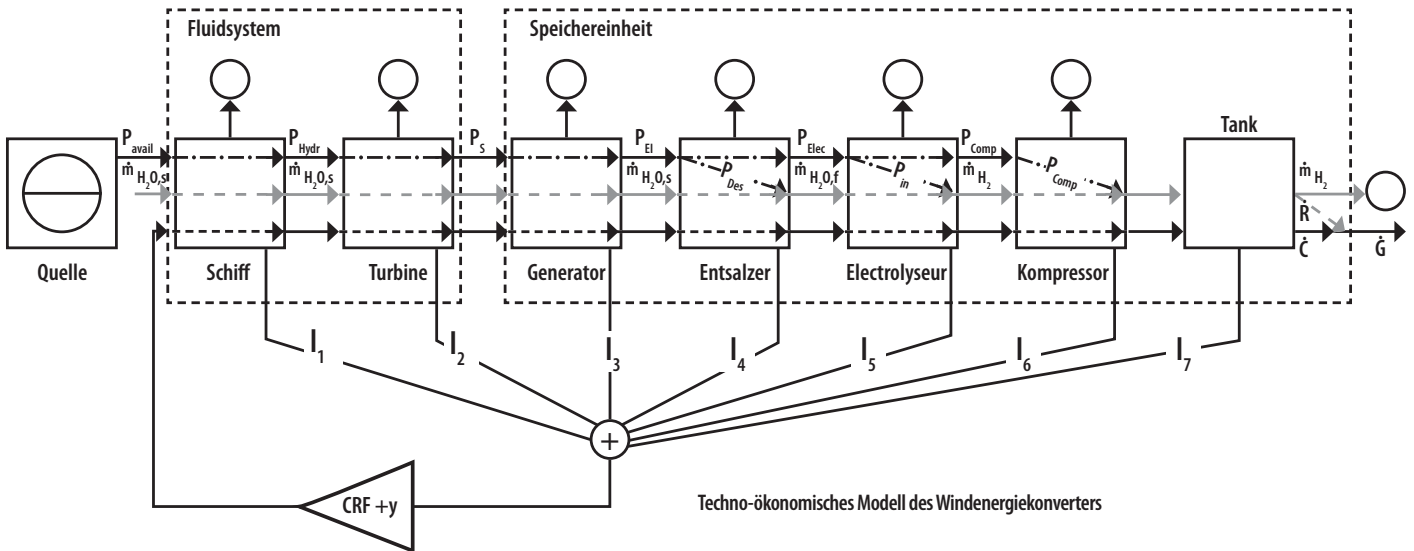 Fluidsystem
Speichereinheit
Tank
P_avail
P_Hydr
P_S
P_El
P_Elec
P_Comp
ṁ_H₂O,s
ṁ_H₂O,s
ṁ_H₂O,s
P_Des
ṁ_H₂O,f
P_in
ṁ_H₂
P_Comp
ṁ_H₂
Ṙ
Ċ
Ġ
Quelle
Schiff
Turbine
Generator
Entsalzer
Electrolyseur
Kompressor
I₁
I₂
I₃
I₄
I₅
I₆
I₇
+
CRF +y
Techno-ökonomisches Modell des Windenergiekonverters